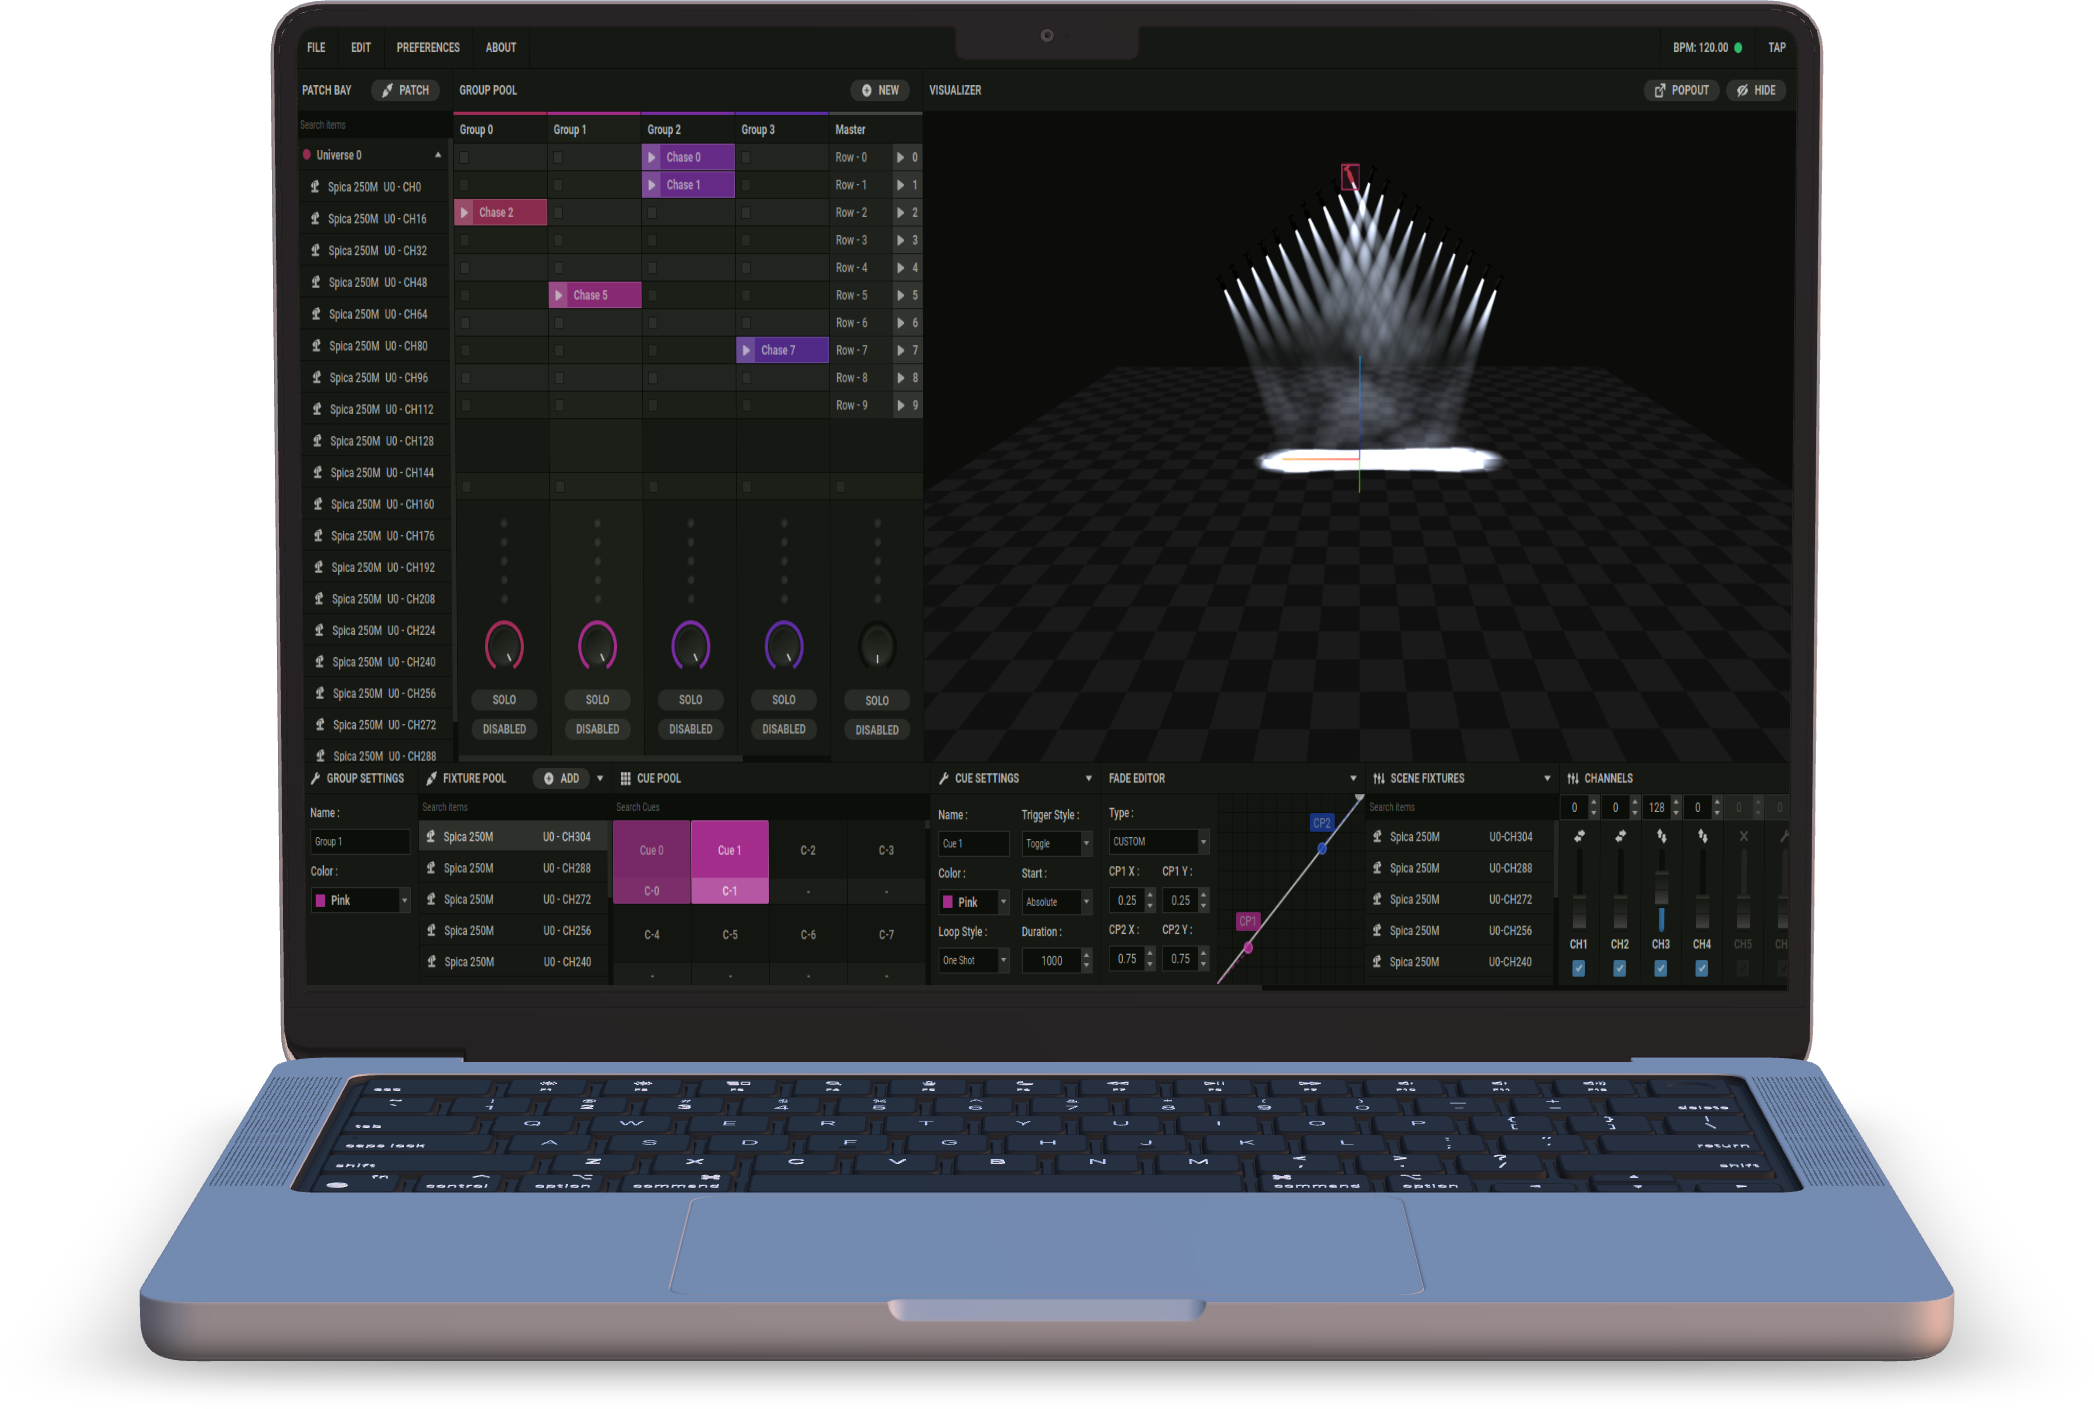 FILE EDIT PREFERENCES ABOUT BPM: 120.00 TAP
PATCH BAY PATCH GROUP POOL NEW VISUALIZER POPOUT HIDE
Search items
Group 0 Group 1 Group 2 Group 3 Master
Universe 0
Spica 250M U0 - CH0
Spica 250M U0 - CH16
Spica 250M U0 - CH32
Spica 250M U0 - CH48
Spica 250M U0 - CH64
Spica 250M U0 - CH80
Spica 250M U0 - CH96
Spica 250M U0 - CH112
Spica 250M U0 - CH128
Spica 250M U0 - CH144
Spica 250M U0 - CH160
Spica 250M U0 - CH176
Spica 250M U0 - CH192
Spica 250M U0 - CH208
Spica 250M U0 - CH224
Spica 250M U0 - CH240
Spica 250M U0 - CH256
Spica 250M U0 - CH272
Spica 250M U0 - CH288
Chase 0 Row - 0 0
Chase 1 Row - 1 1
Chase 2 Row - 2 2
Row - 3 3
Row - 4 4
Chase 5 Row - 5 5
Row - 6 6
Chase 7 Row - 7 7
Row - 8 8
Row - 9 9
SOLO SOLO SOLO SOLO SOLO
DISABLED DISABLED DISABLED DISABLED DISABLED
GROUP SETTINGS
Name :
Group 1
Color :
Pink
FIXTURE POOL ADD
Search items
Spica 250M U0 - CH304
Spica 250M U0 - CH288
Spica 250M U0 - CH272
Spica 250M U0 - CH256
Spica 250M U0 - CH240
CUE POOL
Search Cues
Cue 0 Cue 1 C-2 C-3
C-0 C-1 - -
C-4 C-5 C-6 C-7
- - - -
CUE SETTINGS
Name : Trigger Style :
Cue 1 Toggle
Color : Start :
Pink Absolute
Loop Style : Duration :
One Shot 1000
FADE EDITOR
Type :
CUSTOM
CP1 X : CP1 Y :
0.25 0.25
CP2 X : CP2 Y :
0.75 0.75
CP2
CP1
SCENE FIXTURES
Search items
Spica 250M U0-CH304
Spica 250M U0-CH288
Spica 250M U0-CH272
Spica 250M U0-CH256
Spica 250M U0-CH240
CHANNELS
0 0 128 0 0 0
CH1 CH2 CH3 CH4 CH5 CH
esc
1 2 3 4 5 6 7 8 9 0 delete
tab Q W E R T Y U I O P
caps lock A S D F G H J K L return
shift Z X C V B N M shift
fn control option command command option